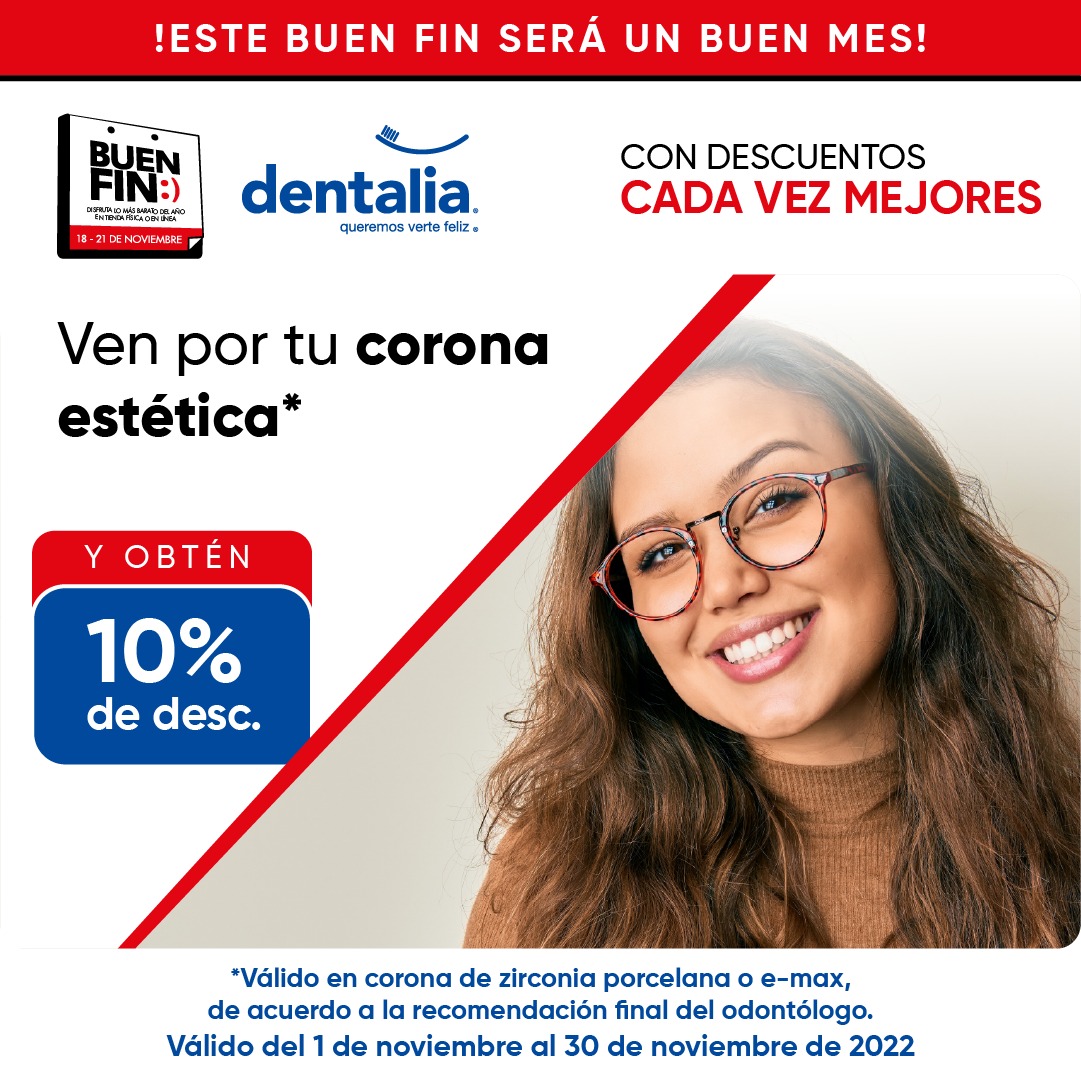 !ESTE BUEN FIN SERÁ UN BUEN MES!
BUEN
FIN:)
DISFRUTA LO MÁS BARATO DEL AÑO
EN TIENDA FÍSICA O EN LÍNEA
18 - 21 DE NOVIEMBRE
dentalia®
queremos verte feliz®
CON DESCUENTOS
CADA VEZ MEJORES
Ven por tu corona
estética*
Y OBTÉN
10%
de desc.
*Válido en corona de zirconia porcelana o e-max,
de acuerdo a la recomendación final del odontólogo.
Válido del 1 de noviembre al 30 de noviembre de 2022